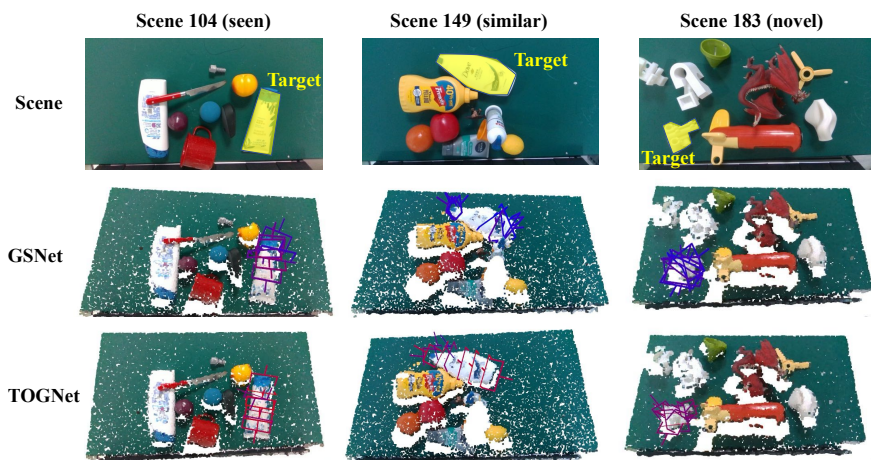 Scene 104 (seen)
Scene 149 (similar)
Scene 183 (novel)
Scene
Target
Target
Target
GSNet
TOGNet